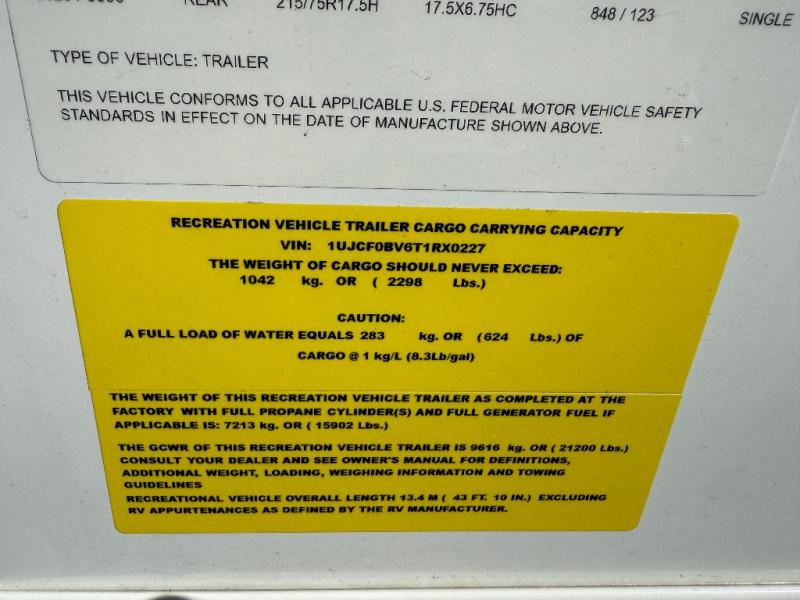 REAR 215/75R17.5H 17.5X6.75HC 848 / 123 SINGLE
TYPE OF VEHICLE: TRAILER
THIS VEHICLE CONFORMS TO ALL APPLICABLE U.S. FEDERAL MOTOR VEHICLE SAFETY
STANDARDS IN EFFECT ON THE DATE OF MANUFACTURE SHOWN ABOVE.
RECREATION VEHICLE TRAILER CARGO CARRYING CAPACITY
VIN: 1UJCF0BV6T1RX0227
THE WEIGHT OF CARGO SHOULD NEVER EXCEED:
1042 kg. OR ( 2298 Lbs.)
CAUTION:
A FULL LOAD OF WATER EQUALS 283 kg. OR (624 Lbs.) OF
CARGO @ 1 kg/L (8.3Lb/gal)
THE WEIGHT OF THIS RECREATION VEHICLE TRAILER AS COMPLETED AT THE
FACTORY WITH FULL PROPANE CYLINDER(S) AND FULL GENERATOR FUEL IF
APPLICABLE IS: 7213 kg. OR ( 15902 Lbs.)
THE GCWR OF THIS RECREATION VEHICLE TRAILER IS 9616 kg. OR ( 21200 Lbs.)
CONSULT YOUR DEALER AND SEE OWNER'S MANUAL FOR DEFINITIONS,
ADDITIONAL WEIGHT, LOADING, WEIGHING INFORMATION AND TOWING
GUIDELINES
RECREATIONAL VEHICLE OVERALL LENGTH 13.4 M ( 43 FT. 10 IN.) EXCLUDING
RV APPURTENANCES AS DEFINED BY THE RV MANUFACTURER.